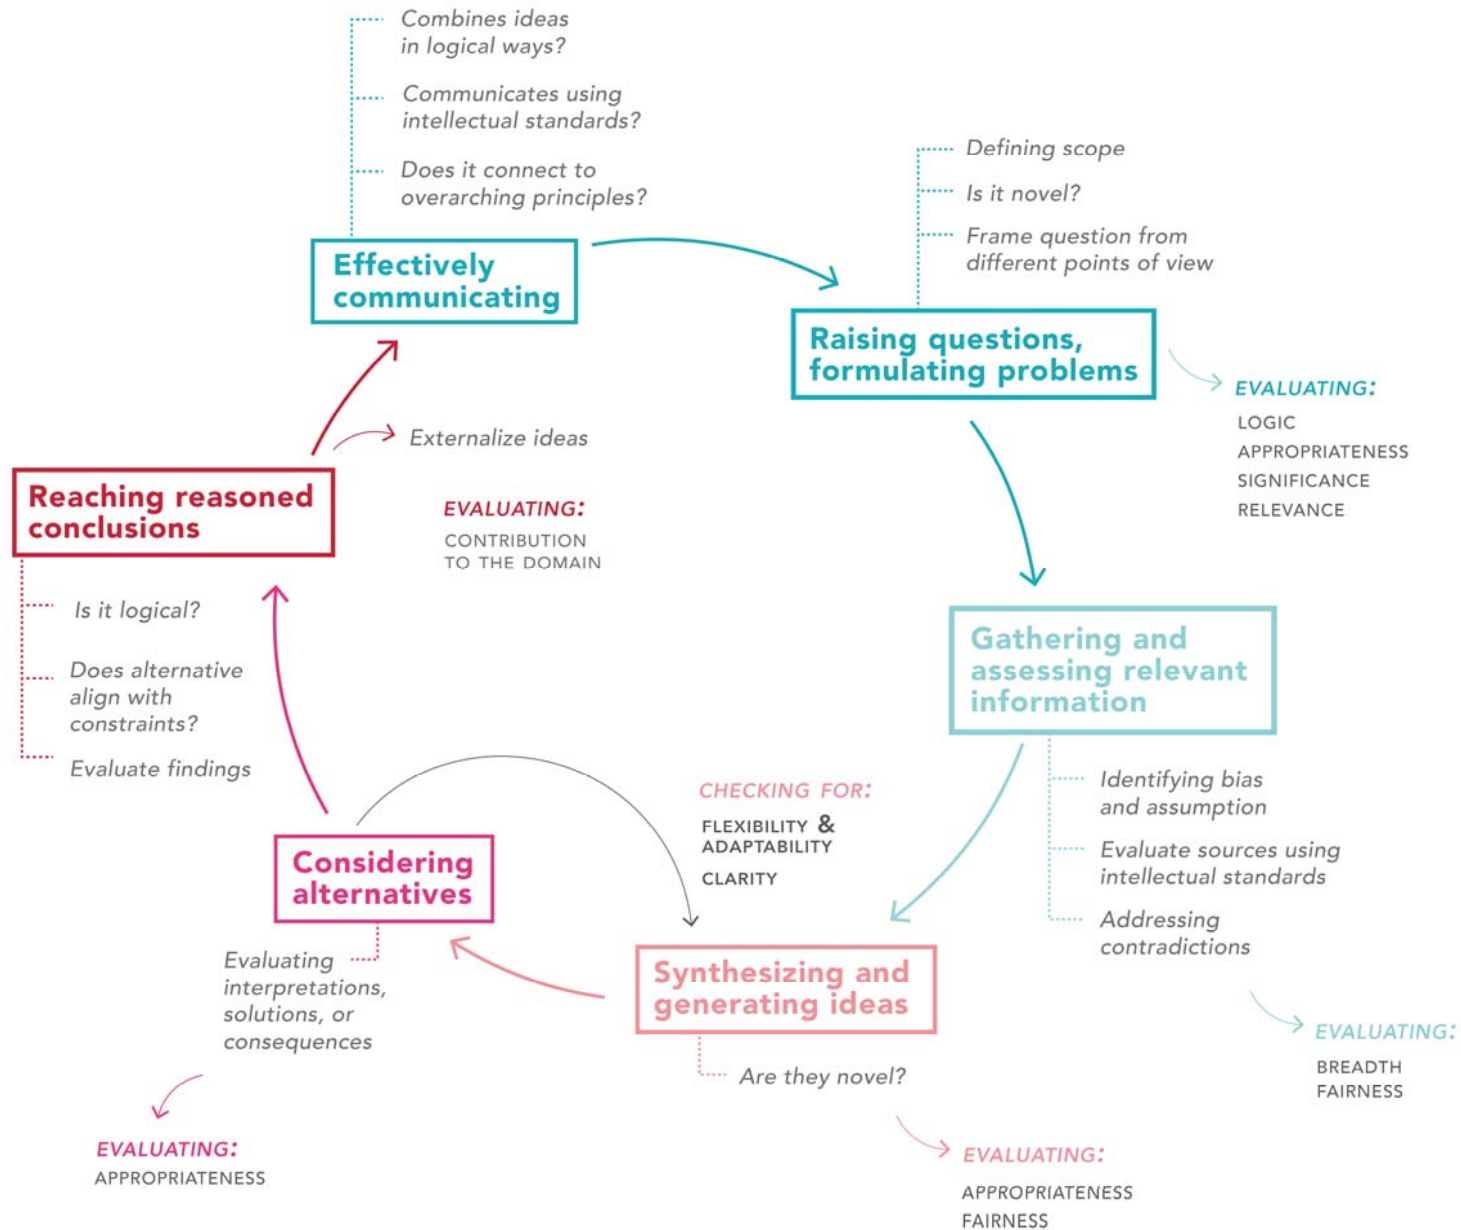 Combines ideas
in logical ways?
Communicates using
intellectual standards?
Does it connect to
overarching principles?
Effectively
communicating
Defining scope
Is it novel?
Frame question from
different points of view
Raising questions,
formulating problems
EVALUATING:
LOGIC
APPROPRIATENESS
SIGNIFICANCE
RELEVANCE
Gathering and
assessing relevant
information
Identifying bias
and assumption
Evaluate sources using
intellectual standards
Addressing
contradictions
EVALUATING:
BREADTH
FAIRNESS
CHECKING FOR:
FLEXIBILITY &
ADAPTABILITY
CLARITY
Synthesizing and
generating ideas
Are they novel?
EVALUATING:
APPROPRIATENESS
FAIRNESS
Considering
alternatives
Evaluating
interpretations,
solutions, or
consequences
EVALUATING:
APPROPRIATENESS
Reaching reasoned
conclusions
Externalize ideas
EVALUATING:
CONTRIBUTION
TO THE DOMAIN
Is it logical?
Does alternative
align with
constraints?
Evaluate findings